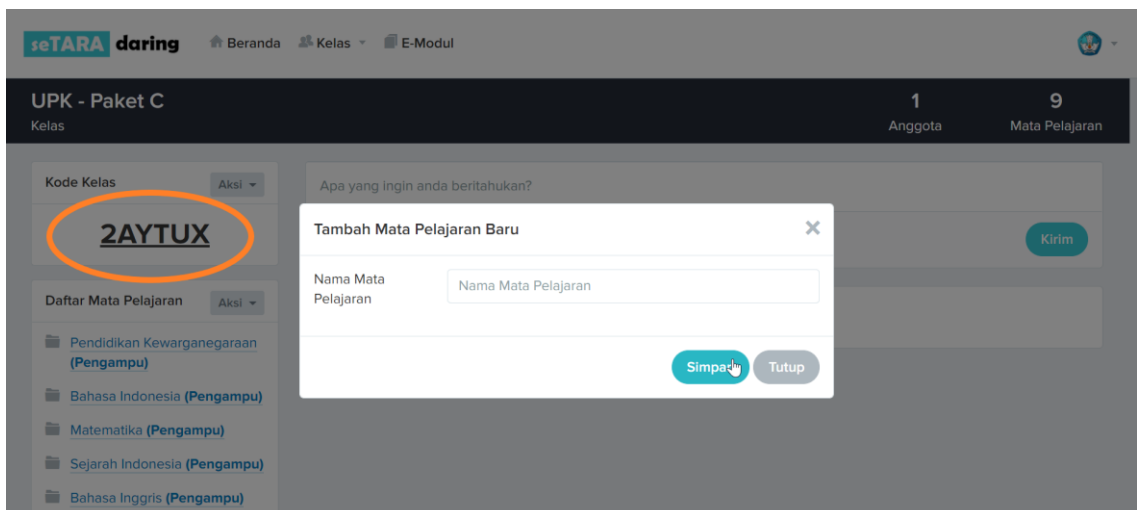 seTARA daring Beranda Kelas E-Modul
UPK - Paket C
Kelas
1
Anggota
9
Mata Pelajaran
Kode Kelas
Aksi
2AYTUX
Apa yang ingin anda beritahukan?
Kirim
Tambah Mata Pelajaran Baru
Nama Mata
Pelajaran
Nama Mata Pelajaran
Simpan
Tutup
Daftar Mata Pelajaran
Aksi
Pendidikan Kewarganegaraan
(Pengampu)
Bahasa Indonesia (Pengampu)
Matematika (Pengampu)
Sejarah Indonesia (Pengampu)
Bahasa Inggris (Pengampu)